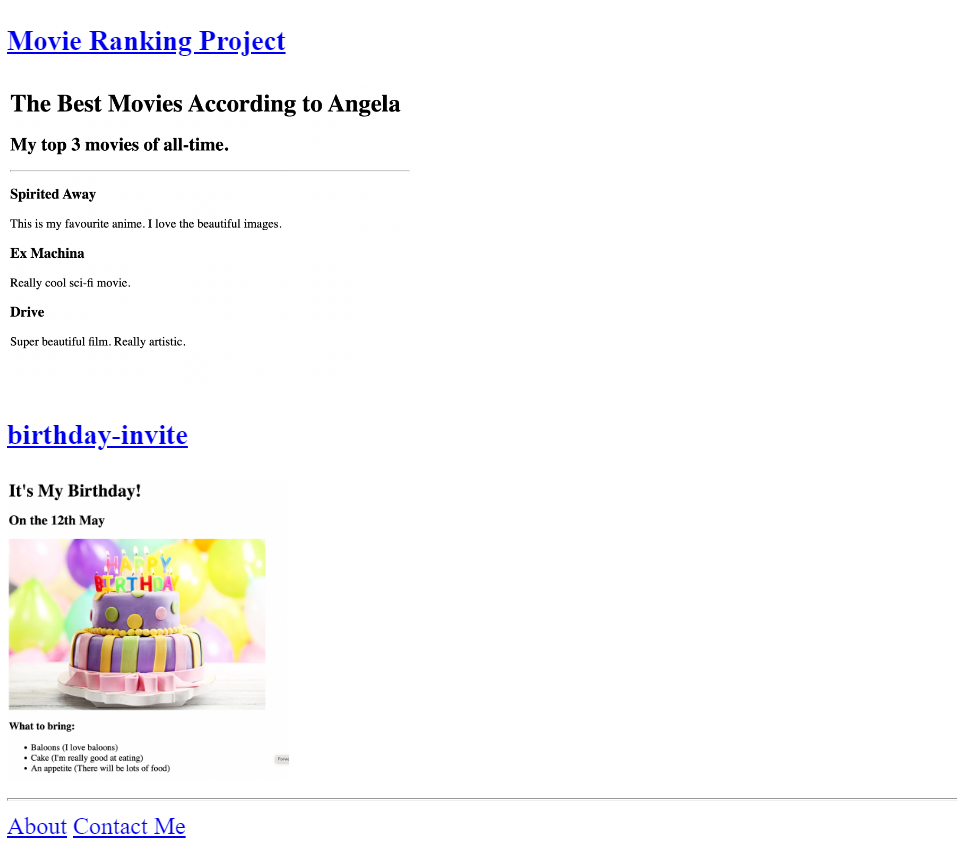 Movie Ranking Project
The Best Movies According to Angela
My top 3 movies of all-time.
Spirited Away
This is my favourite anime. I love the beautiful images.
Ex Machina
Really cool sci-fi movie.
Drive
Super beautiful film. Really artistic.
birthday-invite
It's My Birthday!
On the 12th May
HAPPY
BIRTHDAY
What to bring:
Baloons (I love baloons)
Cake (I'm really good at eating)
An appetite (There will be lots of food)
About Contact Me